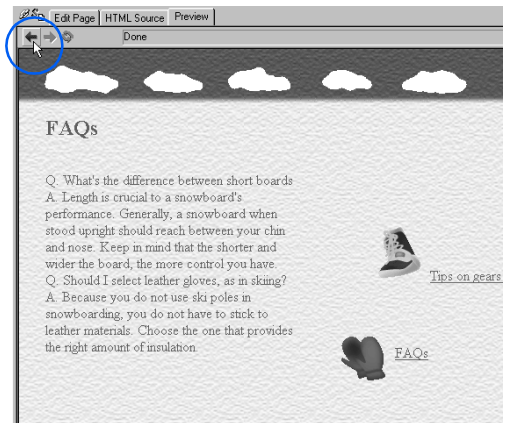 Edit Page HTML Source Preview
Done
FAQs
Q. What's the difference between short boards
A. Length is crucial to a snowboard's
performance. Generally, a snowboard when
stood upright should reach between your chin
and nose. Keep in mind that the shorter and
wider the board, the more control you have.
Q. Should I select leather gloves, as in skiing?
A. Because you do not use ski poles in
snowboarding, you do not have to stick to
leather materials. Choose the one that provides
the right amount of insulation.
Tips on gears
FAQs